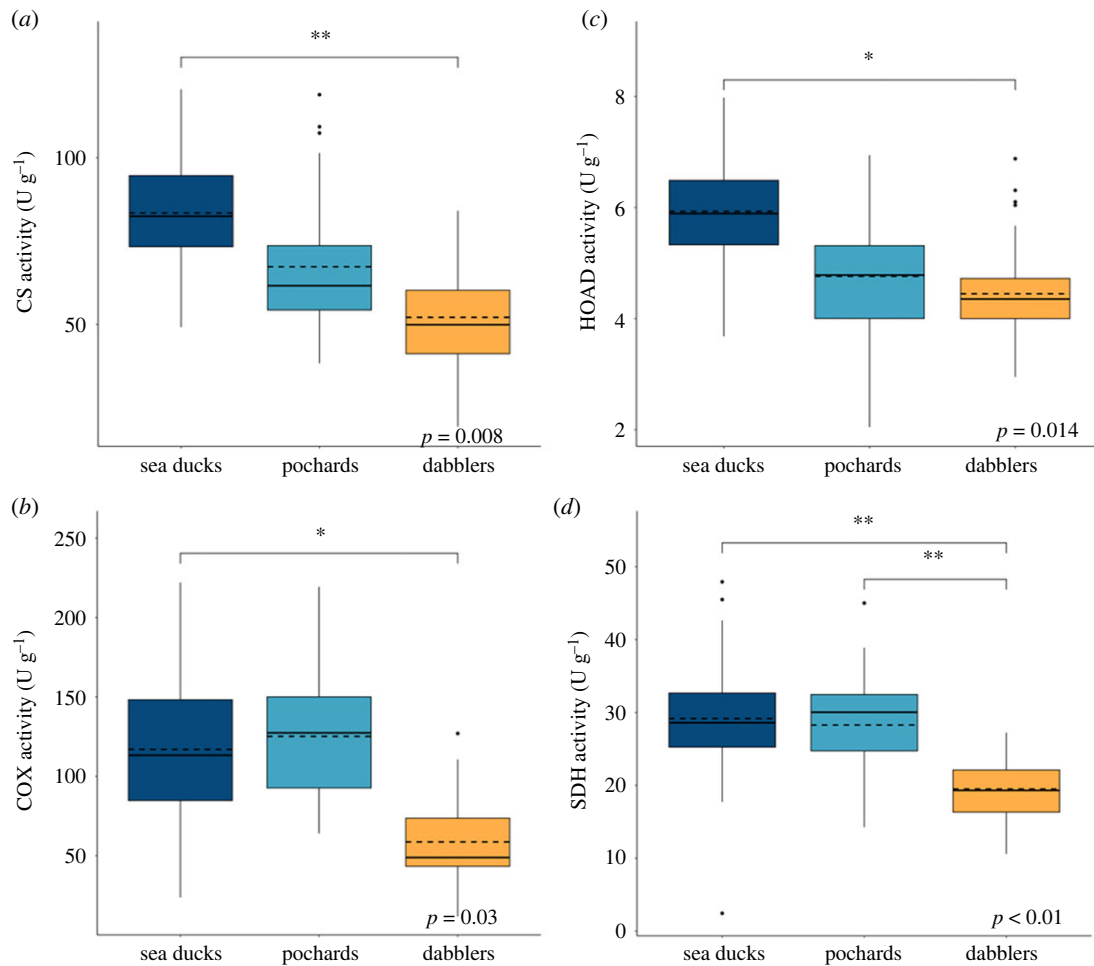 (a)
**
CS activity (U g⁻¹)
100
50
p = 0.008
sea ducks pochards dabblers
(c)
*
HOAD activity (U g⁻¹)
8
6
4
2
p = 0.014
sea ducks pochards dabblers
(b)
*
COX activity (U g⁻¹)
250
200
150
100
50
p = 0.03
sea ducks pochards dabblers
(d)
**
**
SDH activity (U g⁻¹)
50
40
30
20
10
0
p < 0.01
sea ducks pochards dabblers